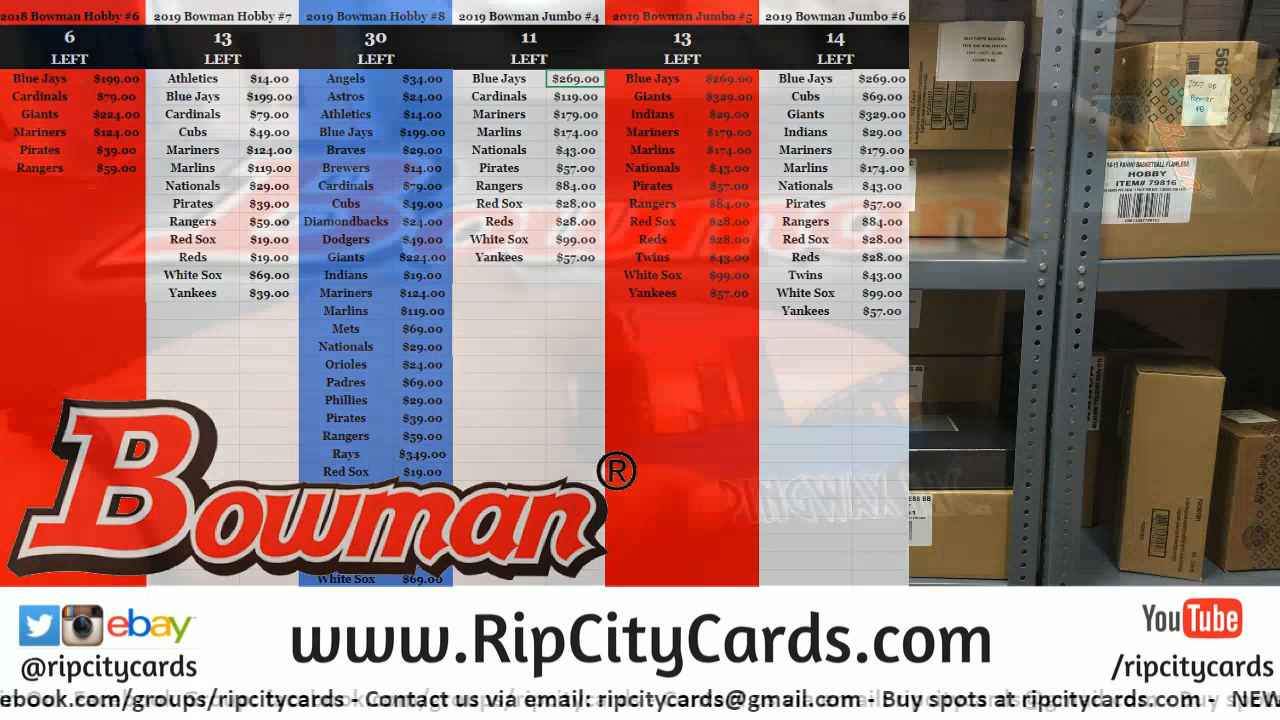 2018 Bowman Hobby #6
6
LEFT
Blue Jays $199.00
Cardinals $79.00
Giants $224.00
Mariners $124.00
Pirates $39.00
Rangers $59.00
2019 Bowman Hobby #7
13
LEFT
Athletics $14.00
Blue Jays $199.00
Cardinals $79.00
Cubs $49.00
Mariners $124.00
Marlins $119.00
Nationals $29.00
Pirates $39.00
Rangers $59.00
Red Sox $19.00
Reds $19.00
White Sox $69.00
Yankees $39.00
2019 Bowman Hobby #8
30
LEFT
Angels $34.00
Astros $24.00
Athletics $14.00
Blue Jays $199.00
Braves $29.00
Brewers $14.00
Cardinals $79.00
Cubs $49.00
Diamondbacks $24.00
Dodgers $49.00
Giants $224.00
Indians $19.00
Mariners $124.00
Marlins $119.00
Mets $69.00
Nationals $29.00
Orioles $24.00
Padres $69.00
Phillies $29.00
Pirates $39.00
Rangers $59.00
Rays $349.00
Red Sox $19.00
White Sox $69.00
2019 Bowman Jumbo #4
11
LEFT
Blue Jays $269.00
Cardinals $119.00
Mariners $179.00
Marlins $174.00
Nationals $43.00
Pirates $57.00
Rangers $84.00
Red Sox $28.00
Reds $28.00
White Sox $99.00
Yankees $57.00
2019 Bowman Jumbo #5
13
LEFT
Blue Jays $269.00
Giants $329.00
Indians $29.00
Mariners $179.00
Marlins $174.00
Nationals $43.00
Pirates $57.00
Rangers $84.00
Red Sox $28.00
Reds $28.00
Twins $43.00
White Sox $99.00
Yankees $57.00
2019 Bowman Jumbo #6
14
LEFT
Blue Jays $269.00
Cubs $69.00
Giants $329.00
Indians $29.00
Mariners $179.00
Marlins $174.00
Nationals $43.00
Pirates $57.00
Rangers $84.00
Red Sox $28.00
Reds $28.00
Twins $43.00
White Sox $99.00
Yankees $57.00
Bowman®
14-15 PANINI BASKETBALL FLAWLESS
HOBBY
ITEM# 79816
ebay
@ripcitycards
www.RipCityCards.com
YouTube
/ripcitycards
ebook.com/groups/ripcitycards - Contact us via email: ripcitycards@gmail.com - Buy spots at ripcitycards.com - NEW